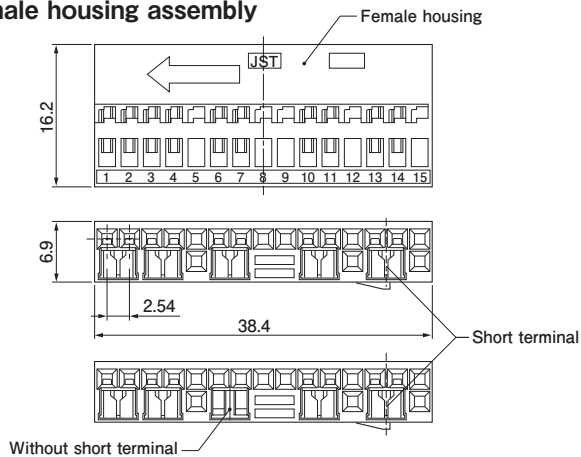 ale housing assembly
Female housing
JST
16.2
1 2 3 4 5 6 7 8 9 10 11 12 13 14 15
6.9
2.54
38.4
Short terminal
Without short terminal